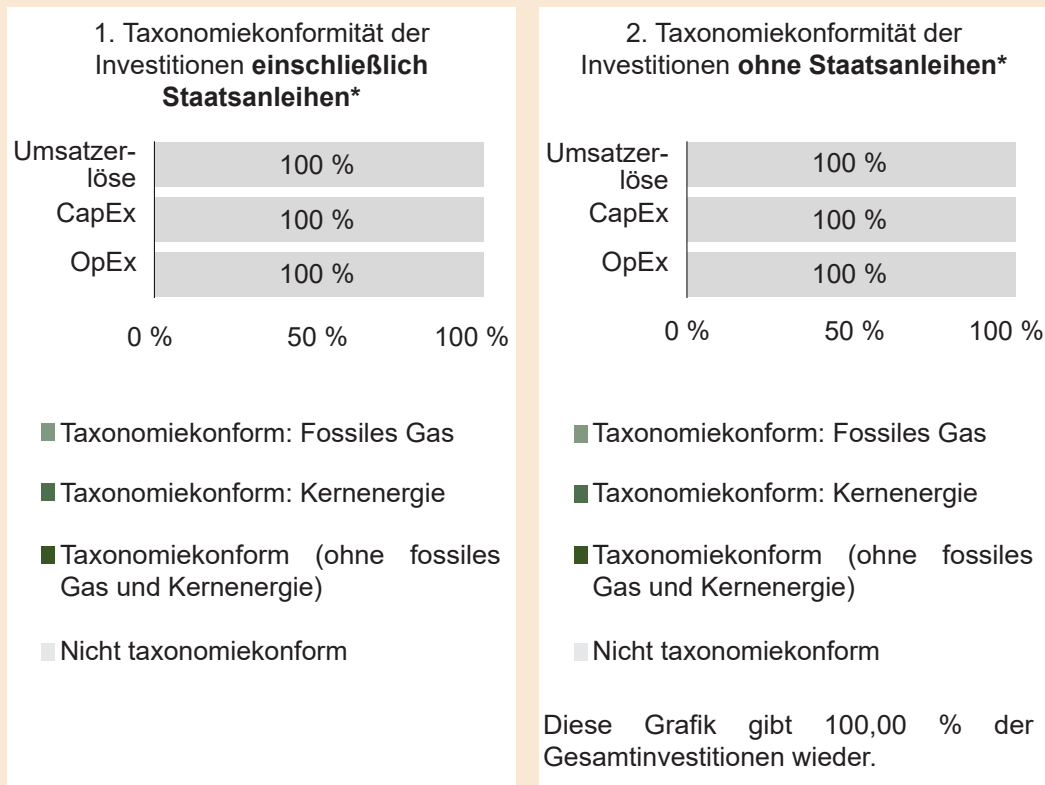 1. Taxonomiekonformität der
Investitionen einschließlich
Staatsanleihen*
Umsatzer-
löse
100 %
CapEx
100 %
OpEx
100 %
0 % 50 % 100 %
Taxonomiekonform: Fossiles Gas
Taxonomiekonform: Kernenergie
Taxonomiekonform (ohne fossiles
Gas und Kernenergie)
Nicht taxonomiekonform
2. Taxonomiekonformität der
Investitionen ohne Staatsanleihen*
Umsatzer-
löse
100 %
CapEx
100 %
OpEx
100 %
0 % 50 % 100 %
Taxonomiekonform: Fossiles Gas
Taxonomiekonform: Kernenergie
Taxonomiekonform (ohne fossiles
Gas und Kernenergie)
Nicht taxonomiekonform
Diese Grafik gibt 100,00 % der
Gesamtinvestitionen wieder.